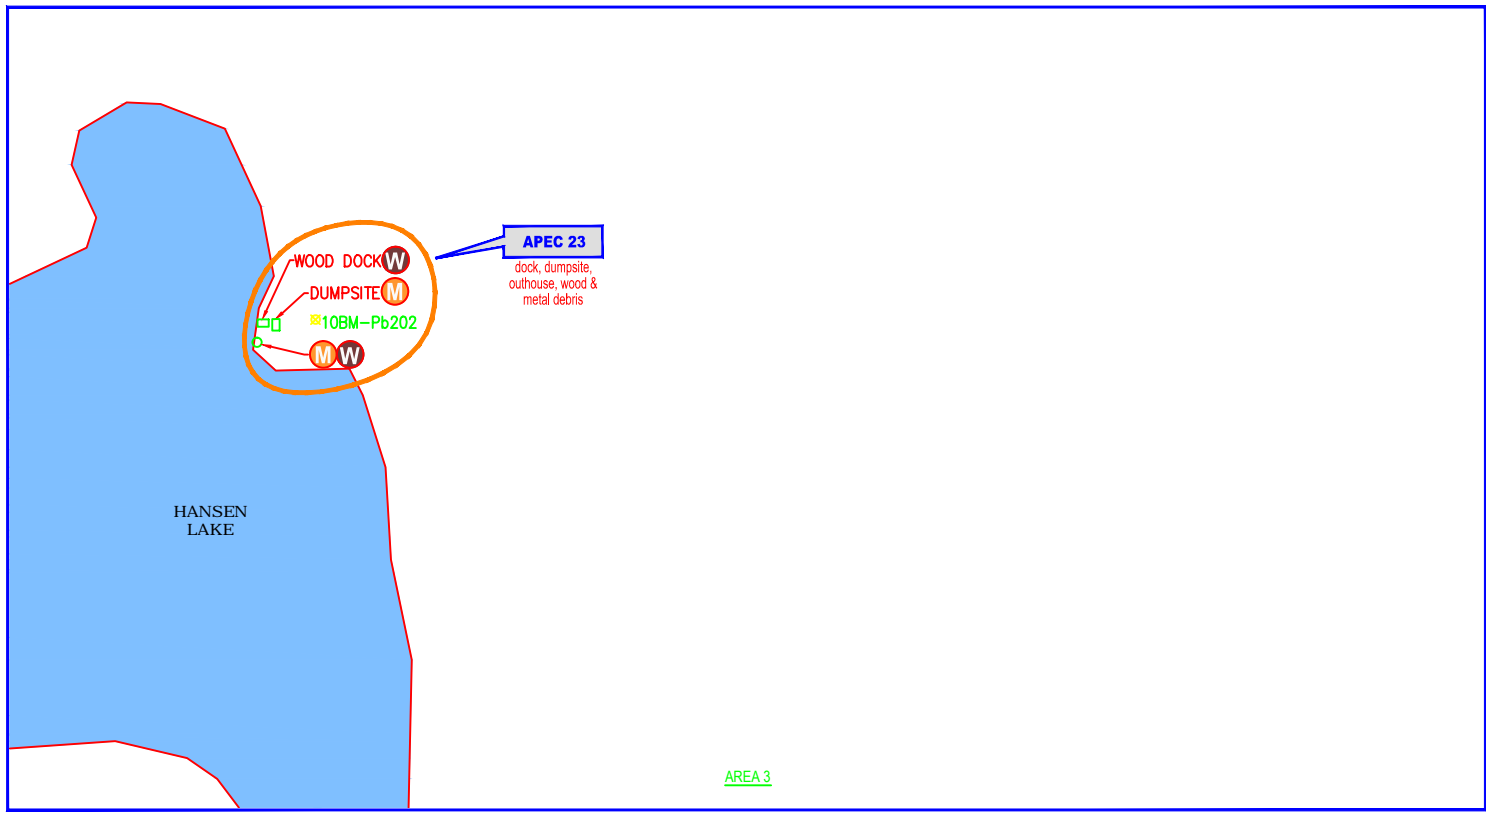 APEC 23
dock, dumpsite,
outhouse, wood &
metal debris
WOOD DOCK W
DUMPSITE M
10BM-Pb202
M W
HANSEN
LAKE
AREA 3